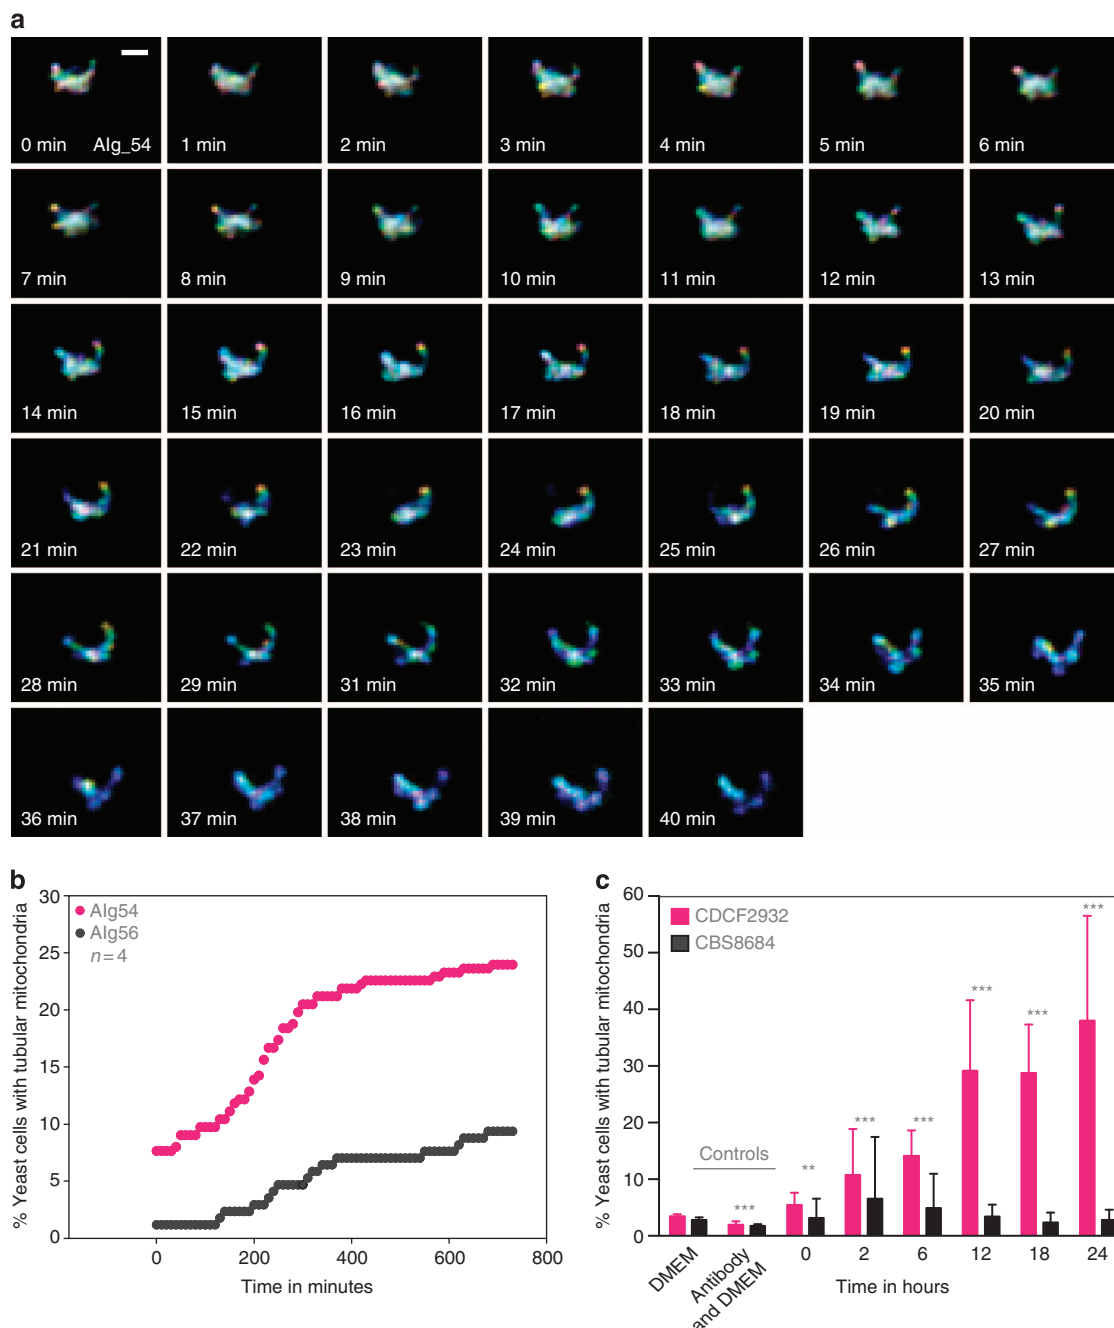 a
0 min Alg_54
1 min
2 min
3 min
4 min
5 min
6 min
7 min
8 min
9 min
10 min
11 min
12 min
13 min
14 min
15 min
16 min
17 min
18 min
19 min
20 min
21 min
22 min
23 min
24 min
25 min
26 min
27 min
28 min
29 min
31 min
32 min
33 min
34 min
35 min
36 min
37 min
38 min
39 min
40 min
b
% Yeast cells with tubular mitochondria
30
25
20
15
10
5
0
Alg54
Alg56
n=4
0 200 400 600 800
Time in minutes
c
% Yeast cells with tubular mitochondria
60
50
40
30
20
10
0
CDCF2932
CBS8684
Controls
***
**
***
***
***
***
***
DMEM
Antibody
and DMEM
0 2 6 12 18 24
Time in hours